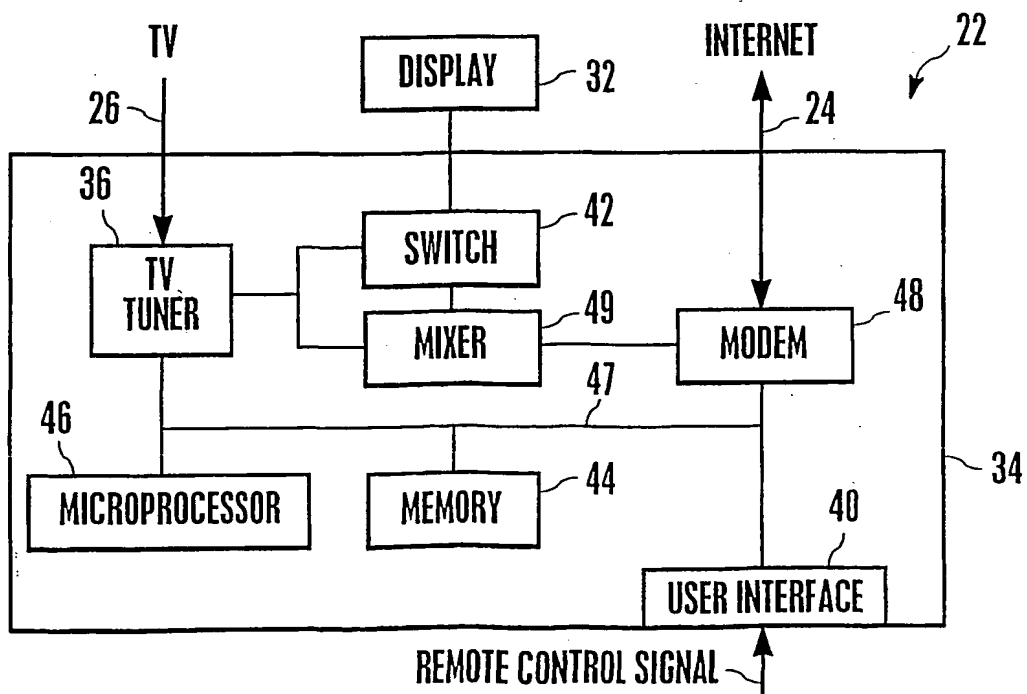 TV
DISPLAY
INTERNET
22
32
26
24
36
42
TV
TUNER
SWITCH
49
48
MIXER
MODEM
47
46
MICROPROCESSOR
MEMORY
44
34
40
USER INTERFACE
REMOTE CONTROL SIGNAL